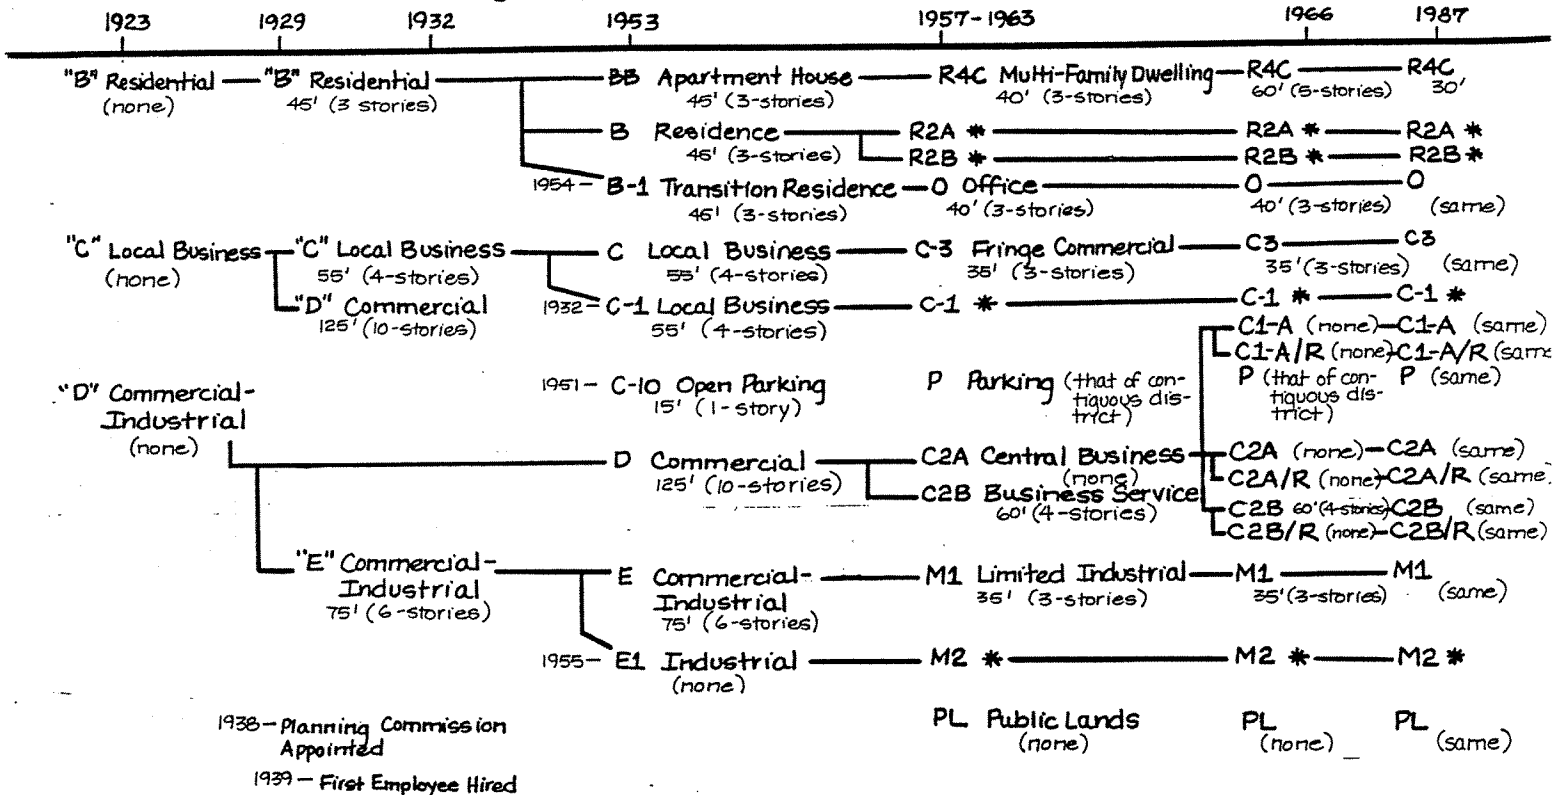 1923 1929 1932 1953 1957-1963 1966 1987
"B" Residential "B" Residential BB Apartment House R4C Multi-Family Dwelling R4C R4C
(none) 45' (3 stories) 45' (3-stories) 40' (3-stories) 60' (5-stories) 30'
B Residence R2A * R2A * R2A *
45' (3-stories) R2B * R2B * R2B *
1954- B-1 Transition Residence O Office O O
45' (3-stories) 40' (3-stories) 40' (3-stories) (same)
"C" Local Business "C" Local Business C Local Business C-3 Fringe Commercial C3 C3
(none) 55' (4-stories) 55' (4-stories) 35' (3-stories) 35' (3-stories) (same)
"D" Commercial 1932- C-1 Local Business C-1 * C-1 * C-1 *
125' (10-stories) 55' (4-stories)
C1-A (none) C1-A (same)
C1-A/R (none) C1-A/R (same
"D" Commercial- 1951- C-10 Open Parking P Parking (that of con- P (that of con- P (same)
Industrial 15' (1-story) tiquous dis- tiquous dis-
(none) trict) trict)
D Commercial C2A Central Business C2A (none) C2A (same)
125' (10-stories) (none) C2A/R (none) C2A/R (same)
C2B Business Service C2B 60' (4-stories) C2B (same)
60' (4-stories) C2B/R (none) C2B/R (same)
"E" Commercial- E Commercial- M1 Limited Industrial M1 M1
Industrial Industrial 35' (3-stories) 35' (3-stories) (same)
75' (6-stories) 75' (6-stories)
1955- E1 Industrial M2 * M2 * M2 *
(none)
1938- Planning Commission PL Public Lands PL PL
Appointed (none) (none) (same)
1939- First Employee Hired